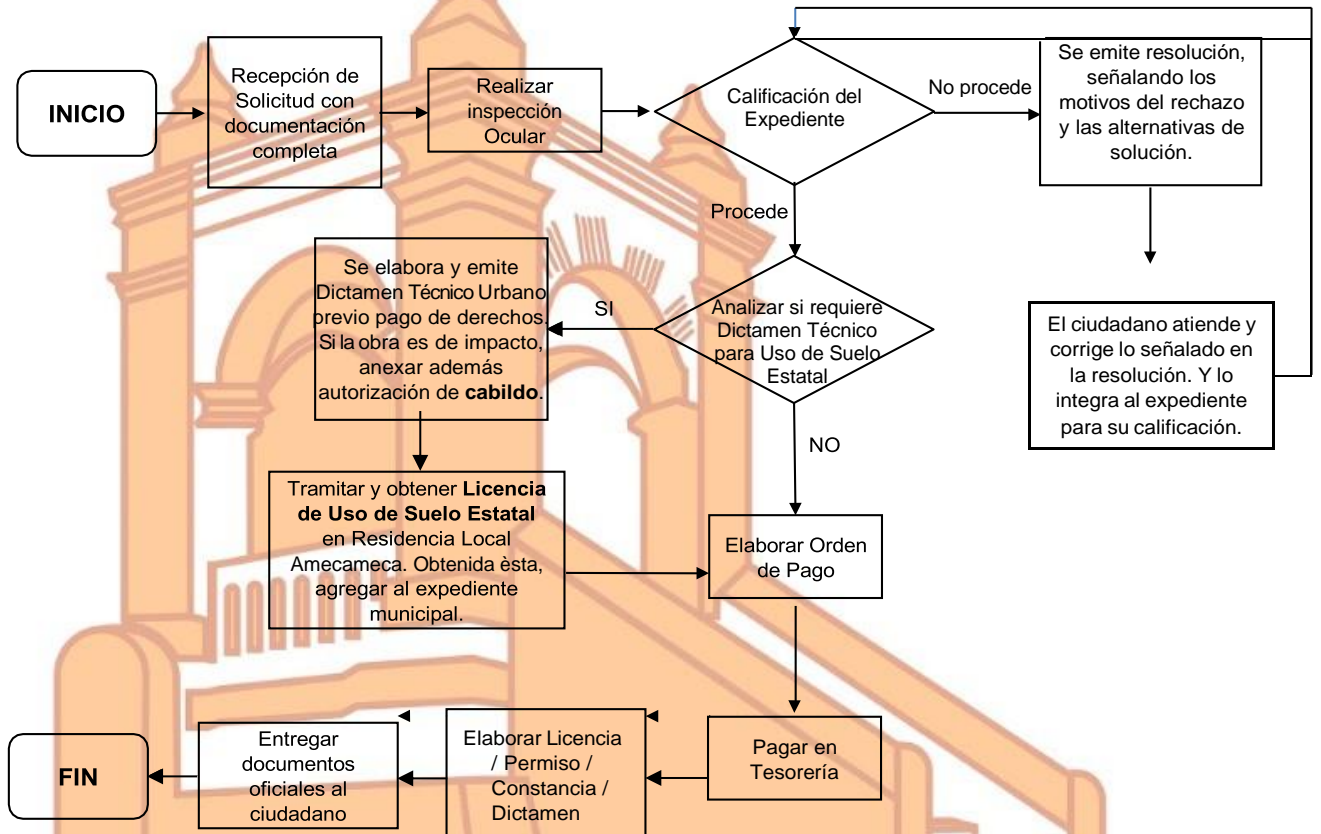 INICIO
Recepción de
Solicitud con
documentación
completa
Realizar
inspección
Ocular
Calificación del
Expediente
No procede
Se emite resolución,
señalando los
motivos del rechazo
y las alternativas de
solución.
Procede
El ciudadano atiende y
corrige lo señalado en
la resolución. Y lo
integra al expediente
para su calificación.
Analizar si requiere
Dictamen Técnico
para Uso de Suelo
Estatal
SI
Se elabora y emite
Dictamen Técnico Urbano
previo pago de derechos.
Si la obra es de impacto,
anexar además
autorización de cabildo.
NO
Tramitar y obtener Licencia
de Uso de Suelo Estatal
en Residencia Local
Amecameca. Obtenida èsta,
agregar al expediente
municipal.
Elaborar Orden
de Pago
Pagar en
Tesorería
Elaborar Licencia
/ Permiso /
Constancia /
Dictamen
Entregar
documentos
oficiales al
ciudadano
FIN